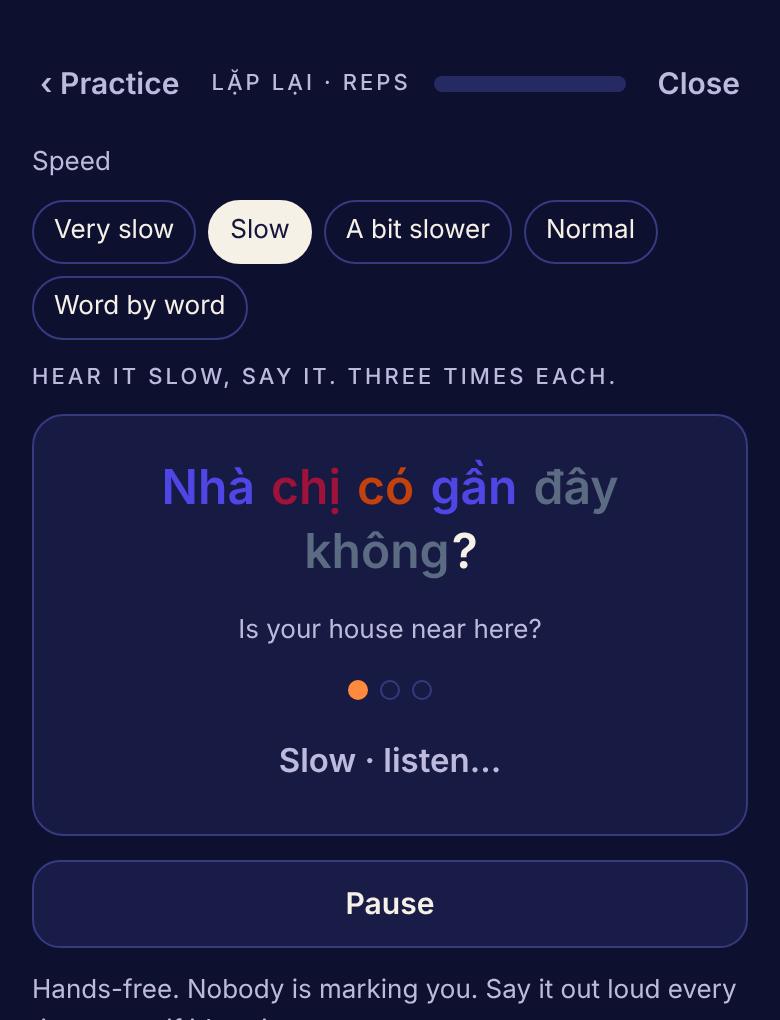 ‹ Practice LẶP LẠI · REPS Close
Speed
Very slow Slow A bit slower Normal
Word by word
HEAR IT SLOW, SAY IT. THREE TIMES EACH.
Nhà chị có gần đây
không?
Is your house near here?
Slow · listen...
Pause
Hands-free. Nobody is marking you. Say it out loud every